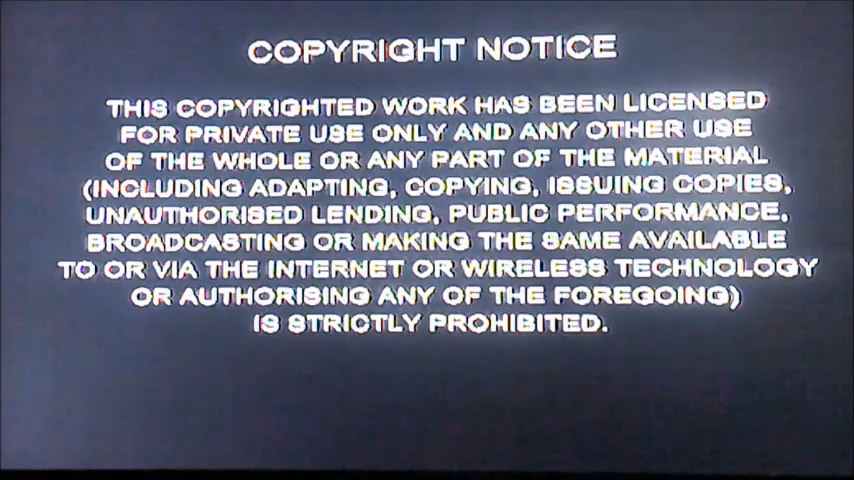 COPYRIGHT NOTICE
THIS COPYRIGHTED WORK HAS BEEN LICENSED
FOR PRIVATE USE ONLY AND ANY OTHER USE
OF THE WHOLE OR ANY PART OF THE MATERIAL
(INCLUDING ADAPTING, COPYING, ISSUING COPIES,
UNAUTHORISED LENDING, PUBLIC PERFORMANCE,
BROADCASTING OR MAKING THE SAME AVAILABLE
TO OR VIA THE INTERNET OR WIRELESS TECHNOLOGY
OR AUTHORISING ANY OF THE FOREGOING)
IS STRICTLY PROHIBITED.